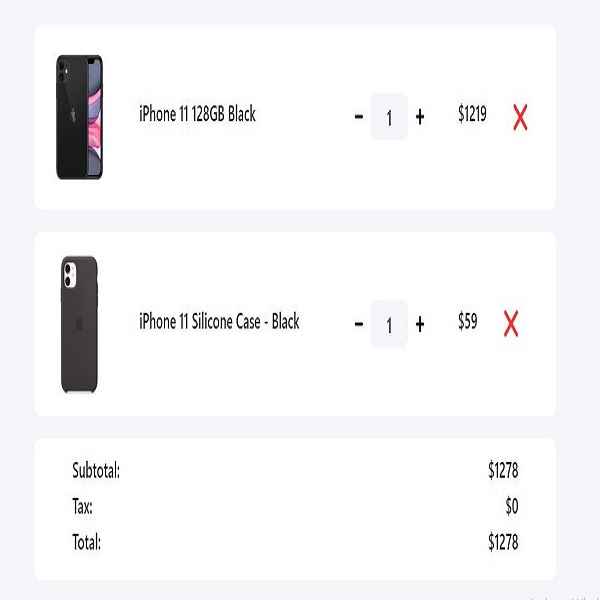 iPhone 11 128GB Black - 1 + $1219
iPhone 11 Silicone Case - Black - 1 + $59
Subtotal: $1278
Tax: $0
Total: $1278